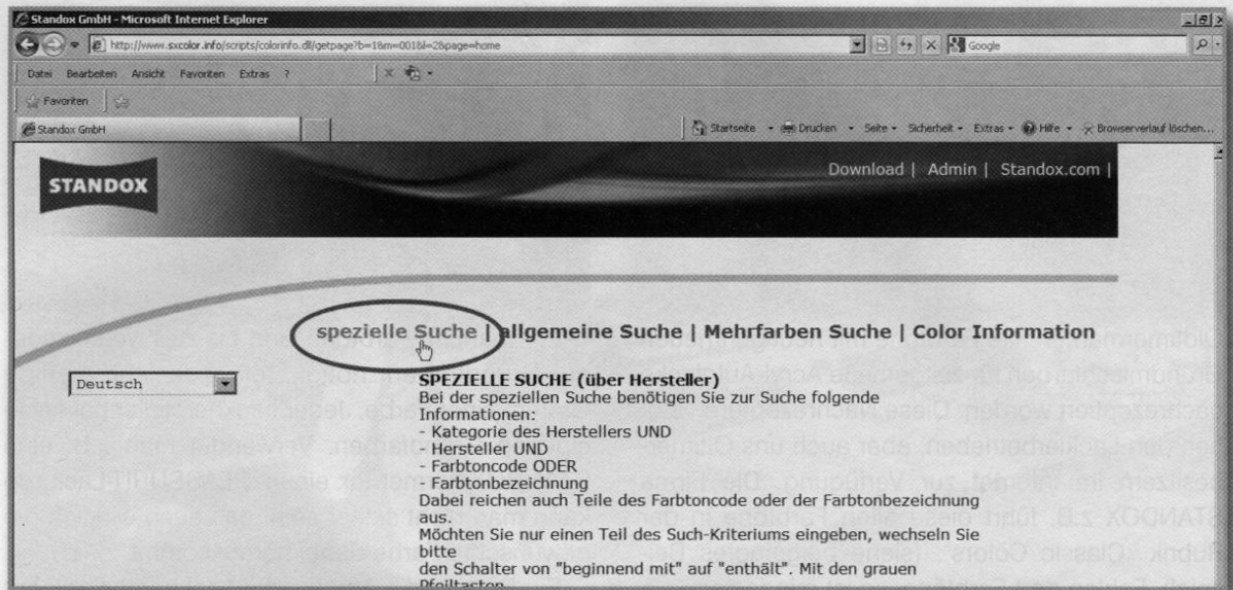 Standox GmbH - Microsoft Internet Explorer
http://www.sxcolor.info/scripts/colorinfo.dll/getpage?b=1&m=001&l=2&page=home
Google
Datei Bearbeiten Ansicht Favoriten Extras ?
Favoriten
Standox GmbH
Startseite Drucken Seite Sicherheit Extras Hilfe Browserverlauf löschen...
STANDOX
Download | Admin | Standox.com |
spezielle Suche | allgemeine Suche | Mehrfarben Suche | Color Information
Deutsch
SPEZIELLE SUCHE (über Hersteller)
Bei der speziellen Suche benötigen Sie zur Suche folgende
Informationen:
- Kategorie des Herstellers UND
- Hersteller UND
- Farbtoncode ODER
- Farbtonbezeichnung
Dabei reichen auch Teile des Farbtoncode oder der Farbtonbezeichnung
aus.
Möchten Sie nur einen Teil des Such-Kriteriums eingeben, wechseln Sie
bitte
den Schalter von "beginnend mit" auf "enthält". Mit den grauen
Pfeiltasten